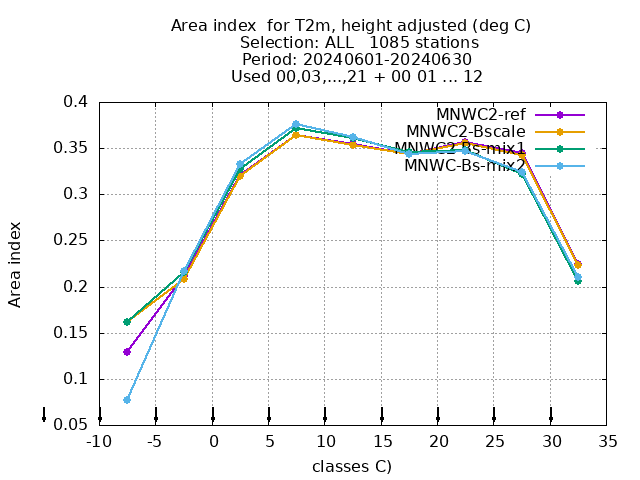 Area index  for T2m, height adjusted (deg C)
Selection: ALL   1085 stations
Period: 20240601-20240630
Used 00,03,...,21 + 00 01 ... 12
MNWC2-ref
MNWC2-Bscale
MNWC2-Bs-mix1
MNWC-Bs-mix2
0.4
0.35
0.3
0.25
0.2
0.15
0.1
0.05
Area index
-10 -5 0 5 10 15 20 25 30 35
classes C)